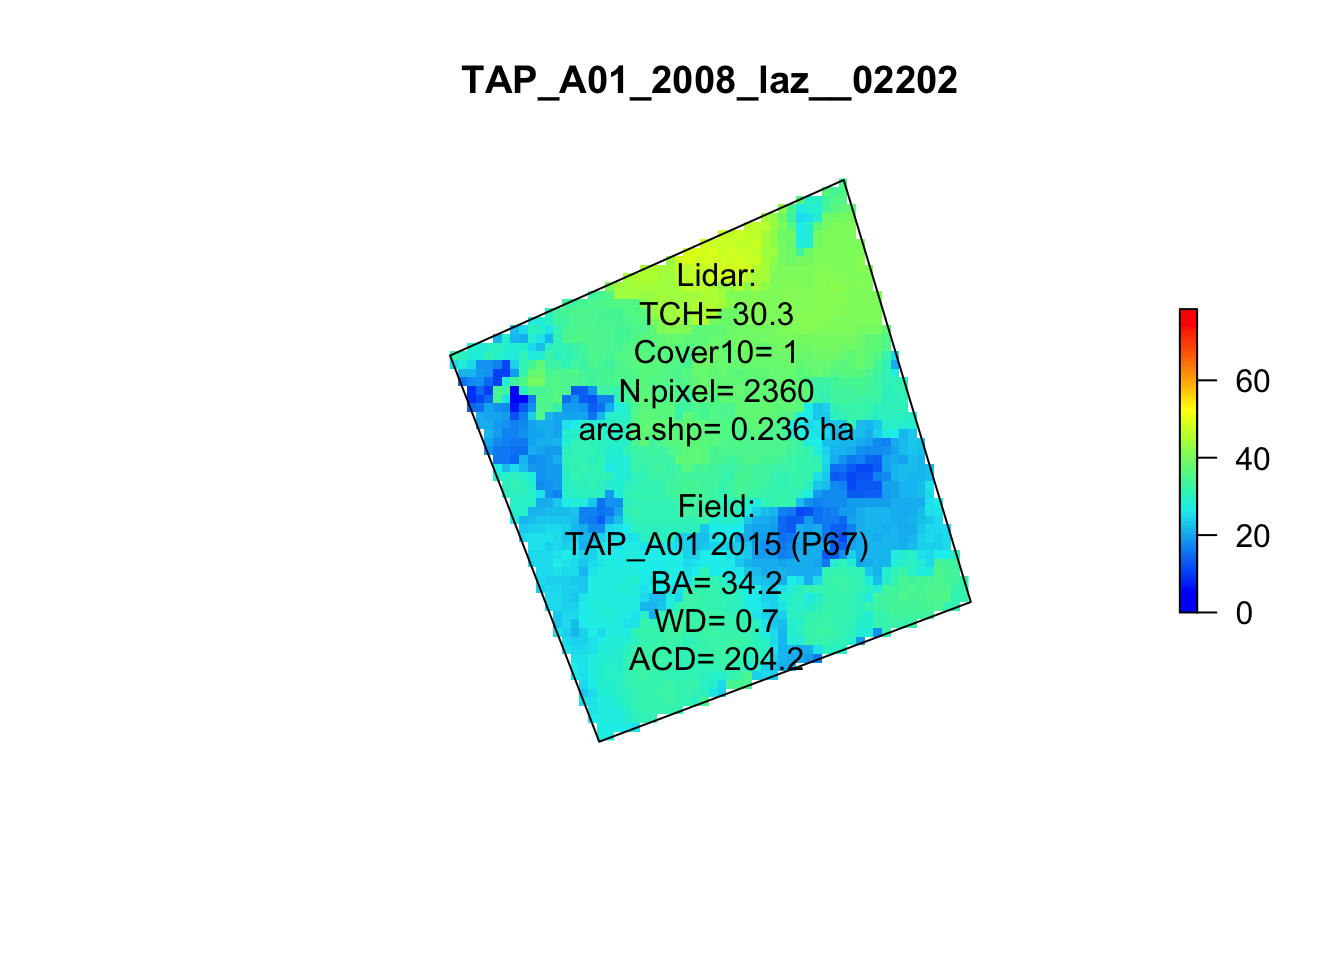 TAP_A01_2008_laz__02202
Lidar:
TCH= 30.3
Cover10= 1
N.pixel= 2360
area.shp= 0.236 ha
Field:
TAP_A01 2015 (P67)
BA= 34.2
WD= 0.7
ACD= 204.2
60
40
20
0